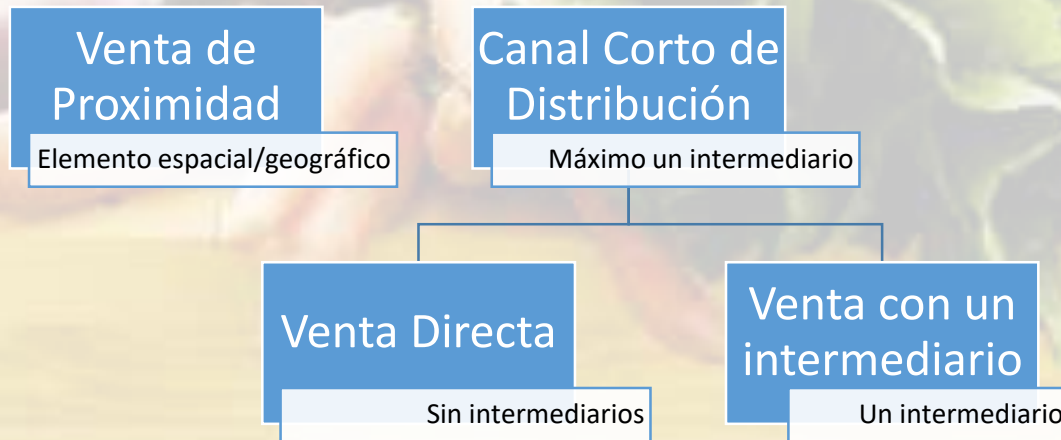 Venta de
Proximidad
Elemento espacial/geográfico
Canal Corto de
Distribución
Máximo un intermediario
Venta Directa
Sin intermediarios
Venta con un
intermediario
Un intermediario